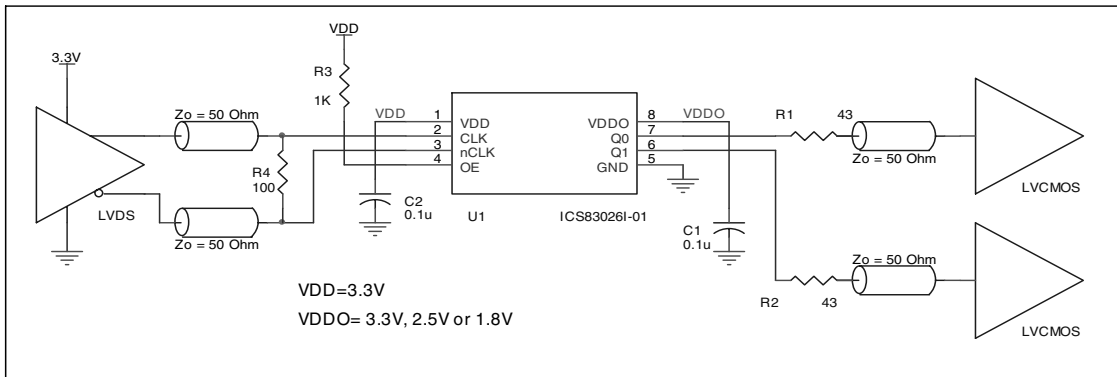 3.3V
Zo = 50 Ohm
R4
100
LVDS
Zo = 50 Ohm
VDD
R3
1K
VDD
C2
0.1u
1
2
3
4
VDD
CLK
nCLK
OE
VDDO
Q0
Q1
GND
8
7
6
5
U1
ICS83026I-01
VDDO
C1
0.1u
R1
43
Zo = 50 Ohm
LVCMOS
R2
43
Zo = 50 Ohm
LVCMOS
VDD=3.3V
VDDO= 3.3V, 2.5V or 1.8V